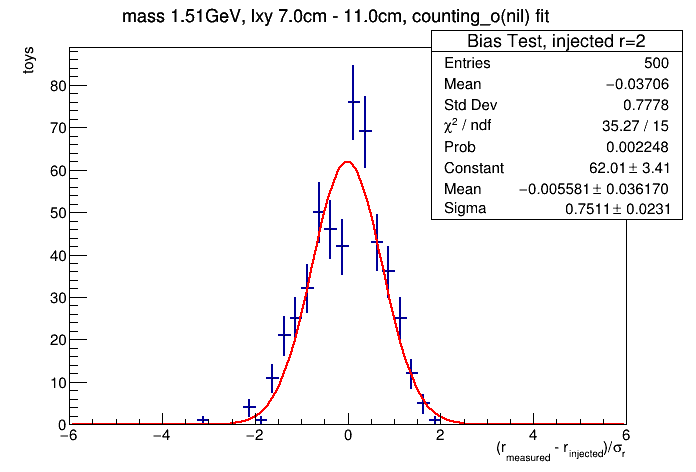 mass 1.51GeV, lxy 7.0cm - 11.0cm, counting_o(nil) fit
Bias Test, injected r=2
Entries 500
Mean −0.03706
Std Dev 0.7778
χ² / ndf 35.27 / 15
Prob 0.002248
Constant 62.01 ± 3.41
Mean −0.005581 ± 0.036170
Sigma 0.7511 ± 0.0231
toys
80
70
60
50
40
30
20
10
0
−6 −4 −2 0 2 4 6
(r_measured - r_injected)/σ_r